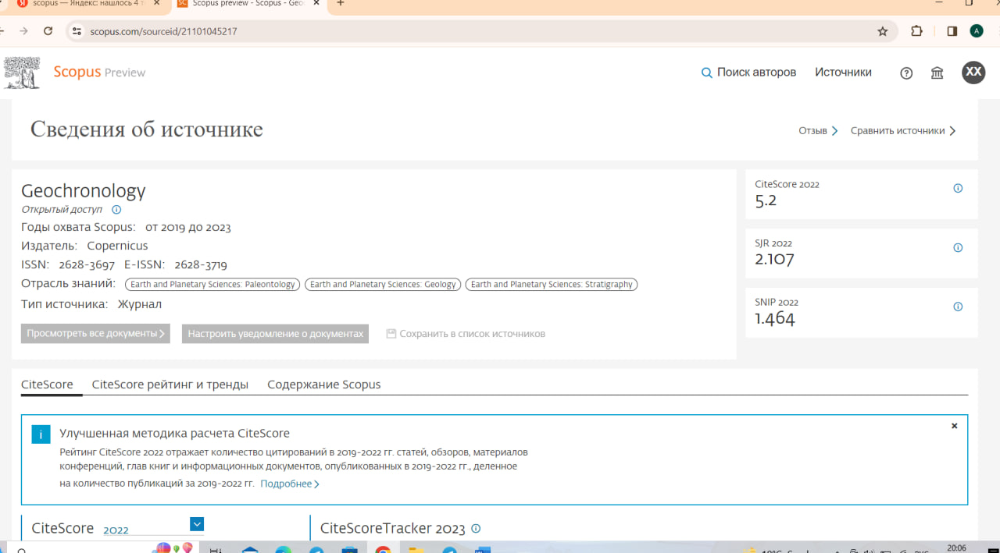 scopus — Яндекс: нашлось 4 т
Scopus preview - Scopus - Geo
scopus.com/sourceid/21101045217
A
Scopus Preview
Поиск авторов
Источники
XX
Сведения об источнике
Отзыв
Сравнить источники
Geochronology
Открытый доступ
Годы охвата Scopus: от 2019 до 2023
Издатель: Copernicus
ISSN: 2628-3697 E-ISSN: 2628-3719
Отрасль знаний: Earth and Planetary Sciences: Paleontology Earth and Planetary Sciences: Geology Earth and Planetary Sciences: Stratigraphy
Тип источника: Журнал
Просмотреть все документы
Настроить уведомление о документах
Сохранить в список источников
CiteScore 2022
5.2
SJR 2022
2.107
SNIP 2022
1.464
CiteScore
CiteScore рейтинг и тренды
Содержание Scopus
Улучшенная методика расчета CiteScore
Рейтинг CiteScore 2022 отражает количество цитирований в 2019-2022 гг. статей, обзоров, материалов
конференций, глав книг и информационных документов, опубликованных в 2019-2022 гг., деленное
на количество публикаций за 2019-2022 гг. Подробнее
CiteScore 2022
CiteScoreTracker 2023
20:06